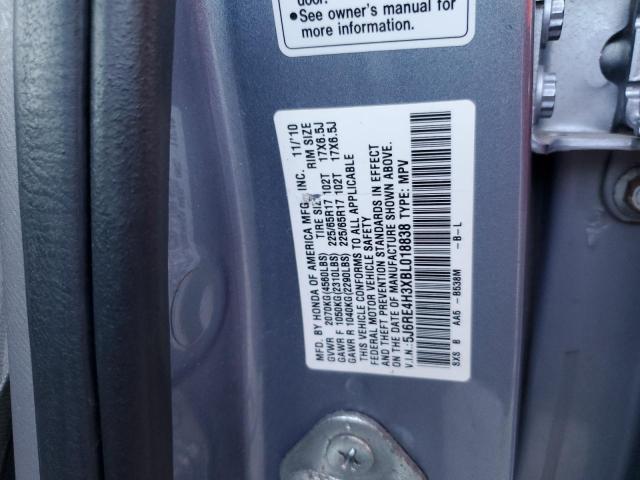 door.
•See owner's manual for
more information.
MFD. BY HONDA OF AMERICA MFG., INC. 11/'10
TIRE SIZE RIM SIZE
GVWR 2070KG(4560LBS)
GAWR F 1050KG(2310LBS) 225/65R17 102T 17X6.5J
GAWR R 1040KG(2290LBS) 225/65R17 102T 17X6.5J
THIS VEHICLE CONFORMS TO ALL APPLICABLE
FEDERAL MOTOR VEHICLE SAFETY
AND THEFT PREVENTION STANDARDS IN EFFECT
ON THE DATE OF MANUFACTURE SHOWN ABOVE.
V.I.N.:5J6RE4H3XBL018838 TYPE: MPV
SXS B AA5 -B538M -B-L